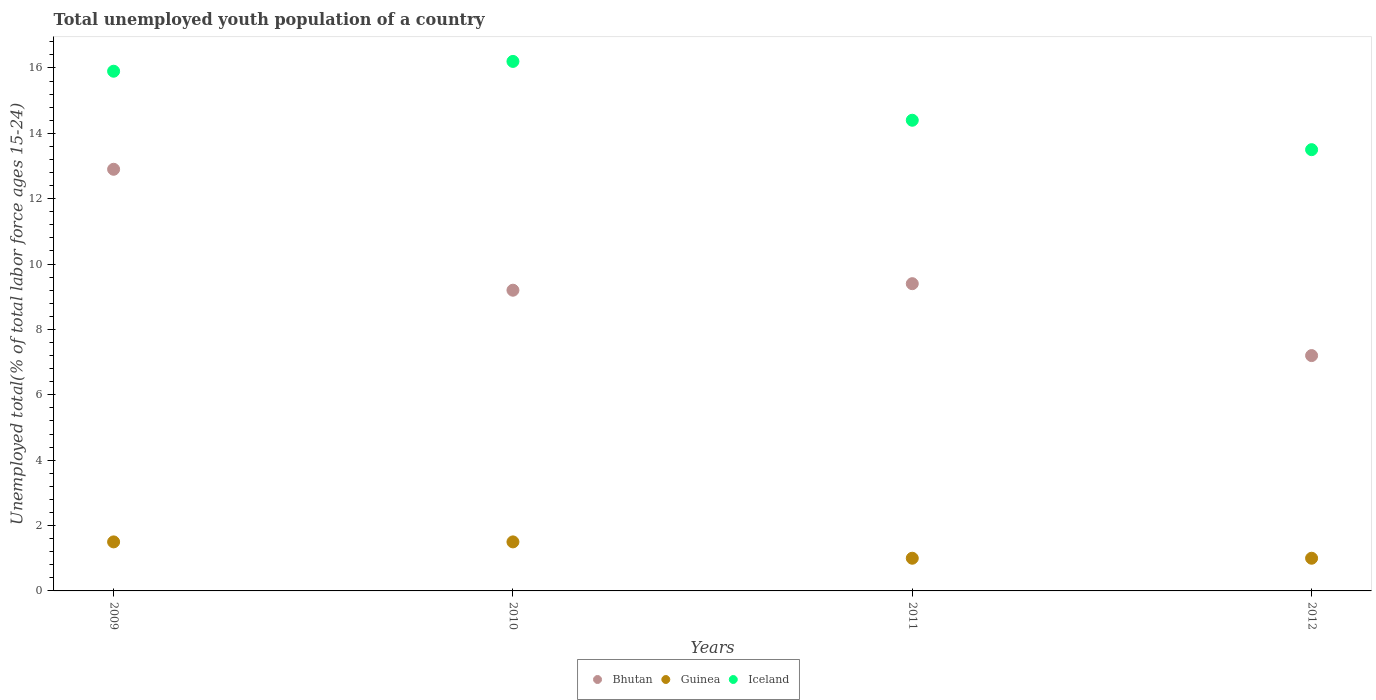 Total unemployed youth population of a country
Unemployed total(% of total labor force ages 15-24)
16
14
12
10
8
6
4
2
0
2009
2010
2011
2012
Years
Bhutan
Guinea
Iceland